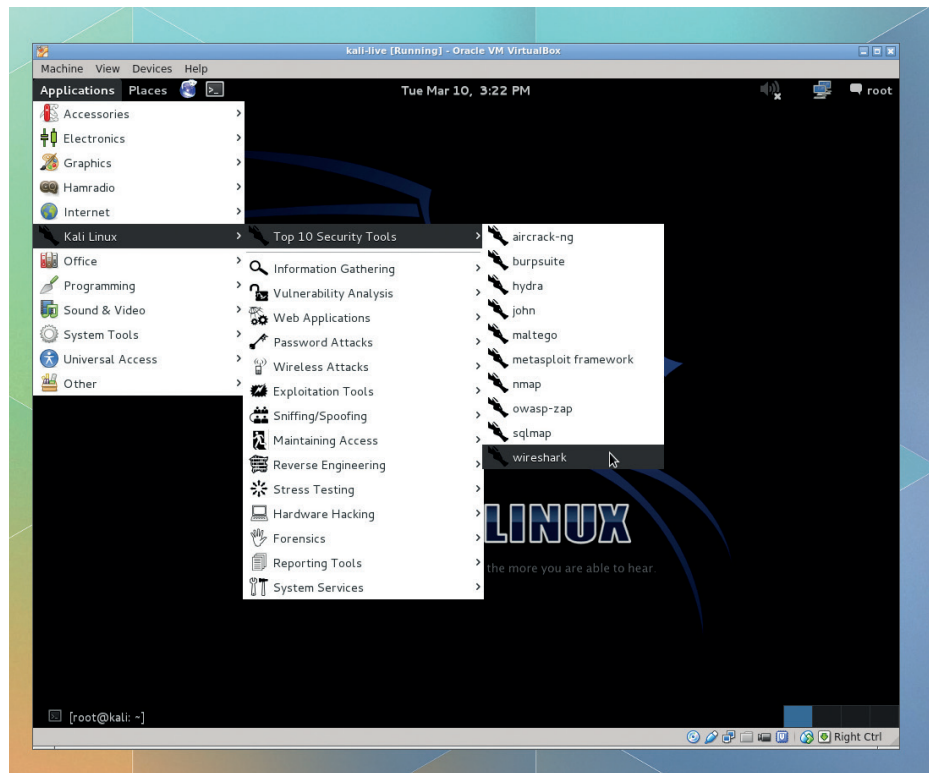 kali-live [Running] - Oracle VM VirtualBox
Machine View Devices Help
Applications Places Tue Mar 10, 3:22 PM root
Accessories
Electronics
Graphics
Hamradio
Internet
Kali Linux
Office
Programming
Sound & Video
System Tools
Universal Access
Other
Top 10 Security Tools
Information Gathering
Vulnerability Analysis
Web Applications
Password Attacks
Wireless Attacks
Exploitation Tools
Sniffing/Spoofing
Maintaining Access
Reverse Engineering
Stress Testing
Hardware Hacking
Forensics
Reporting Tools
System Services
aircrack-ng
burpsuite
hydra
john
maltego
metasploit framework
nmap
owasp-zap
sqlmap
wireshark
LINUX
the more you are able to hear.
[root@kali: ~]
Right Ctrl